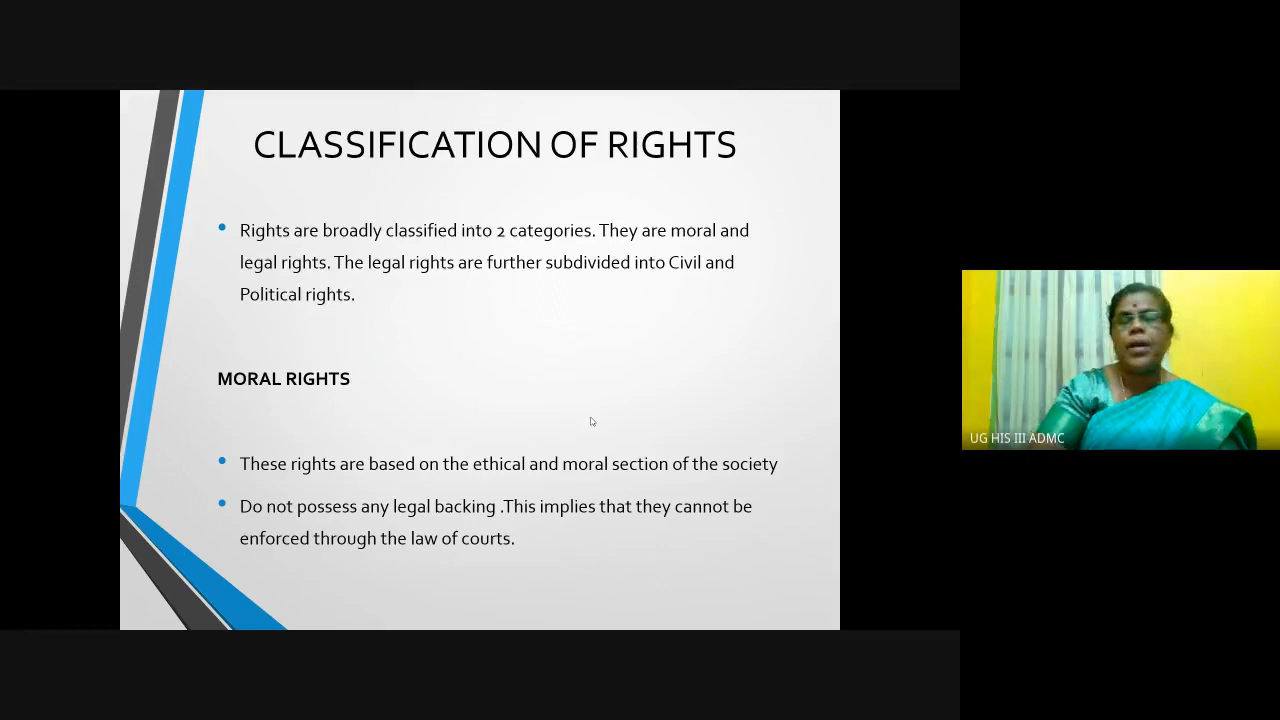 CLASSIFICATION OF RIGHTS
Rights are broadly classified into 2 categories. They are moral and
legal rights. The legal rights are further subdivided into Civil and
Political rights.
MORAL RIGHTS
These rights are based on the ethical and moral section of the society
Do not possess any legal backing .This implies that they cannot be
enforced through the law of courts.
UG HIS III ADMC